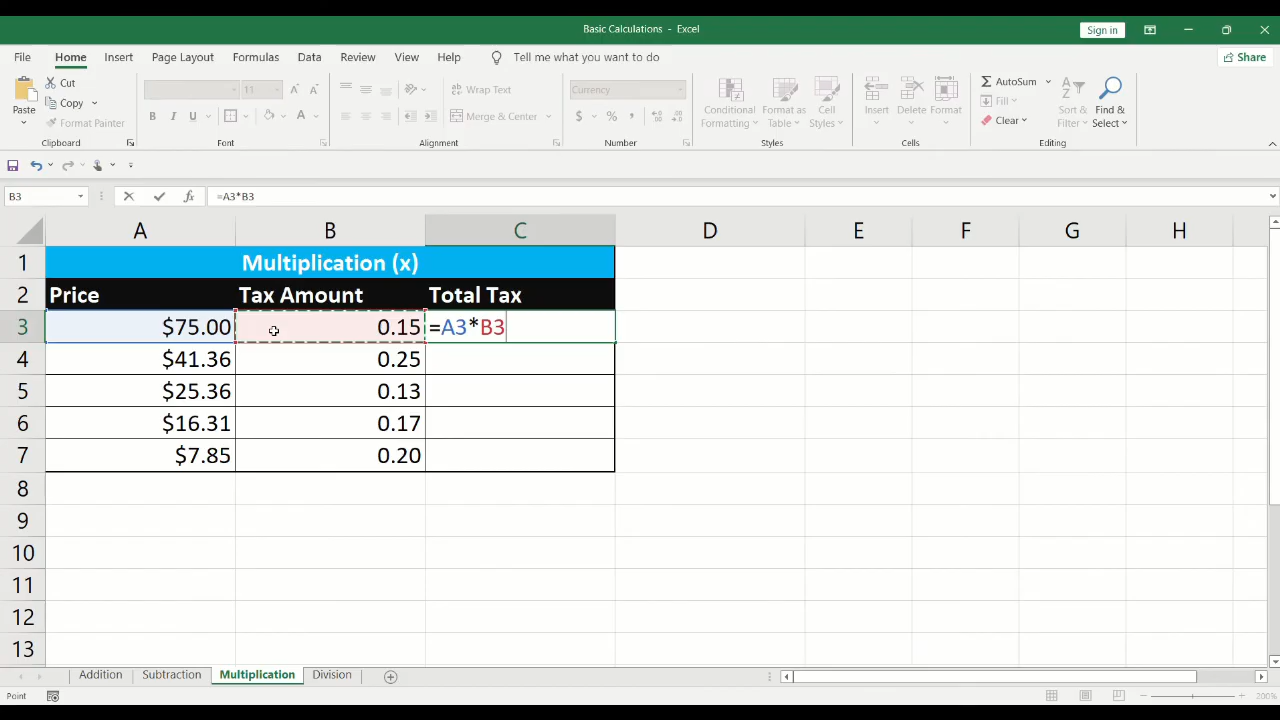 Basic Calculations - Excel
Sign in
File Home Insert Page Layout Formulas Data Review View Help Tell me what you want to do Share
Paste
Cut
Copy
Format Painter
11
B I U
Wrap Text
Merge & Center
Currency
$ % ,
Conditional Formatting
Format as Table
Cell Styles
Insert Delete Format
AutoSum
Fill
Clear
Sort & Filter
Find & Select
Clipboard Font Alignment Number Styles Cells Editing
B3 fx =A3*B3
A B C D E F G H
1 Multiplication (x)
2 Price Tax Amount Total Tax
3 $75.00 0.15 =A3*B3
4 $41.36 0.25
5 $25.36 0.13
6 $16.31 0.17
7 $7.85 0.20
8
9
10
11
12
13
Addition Subtraction Multiplication Division
Point 200%